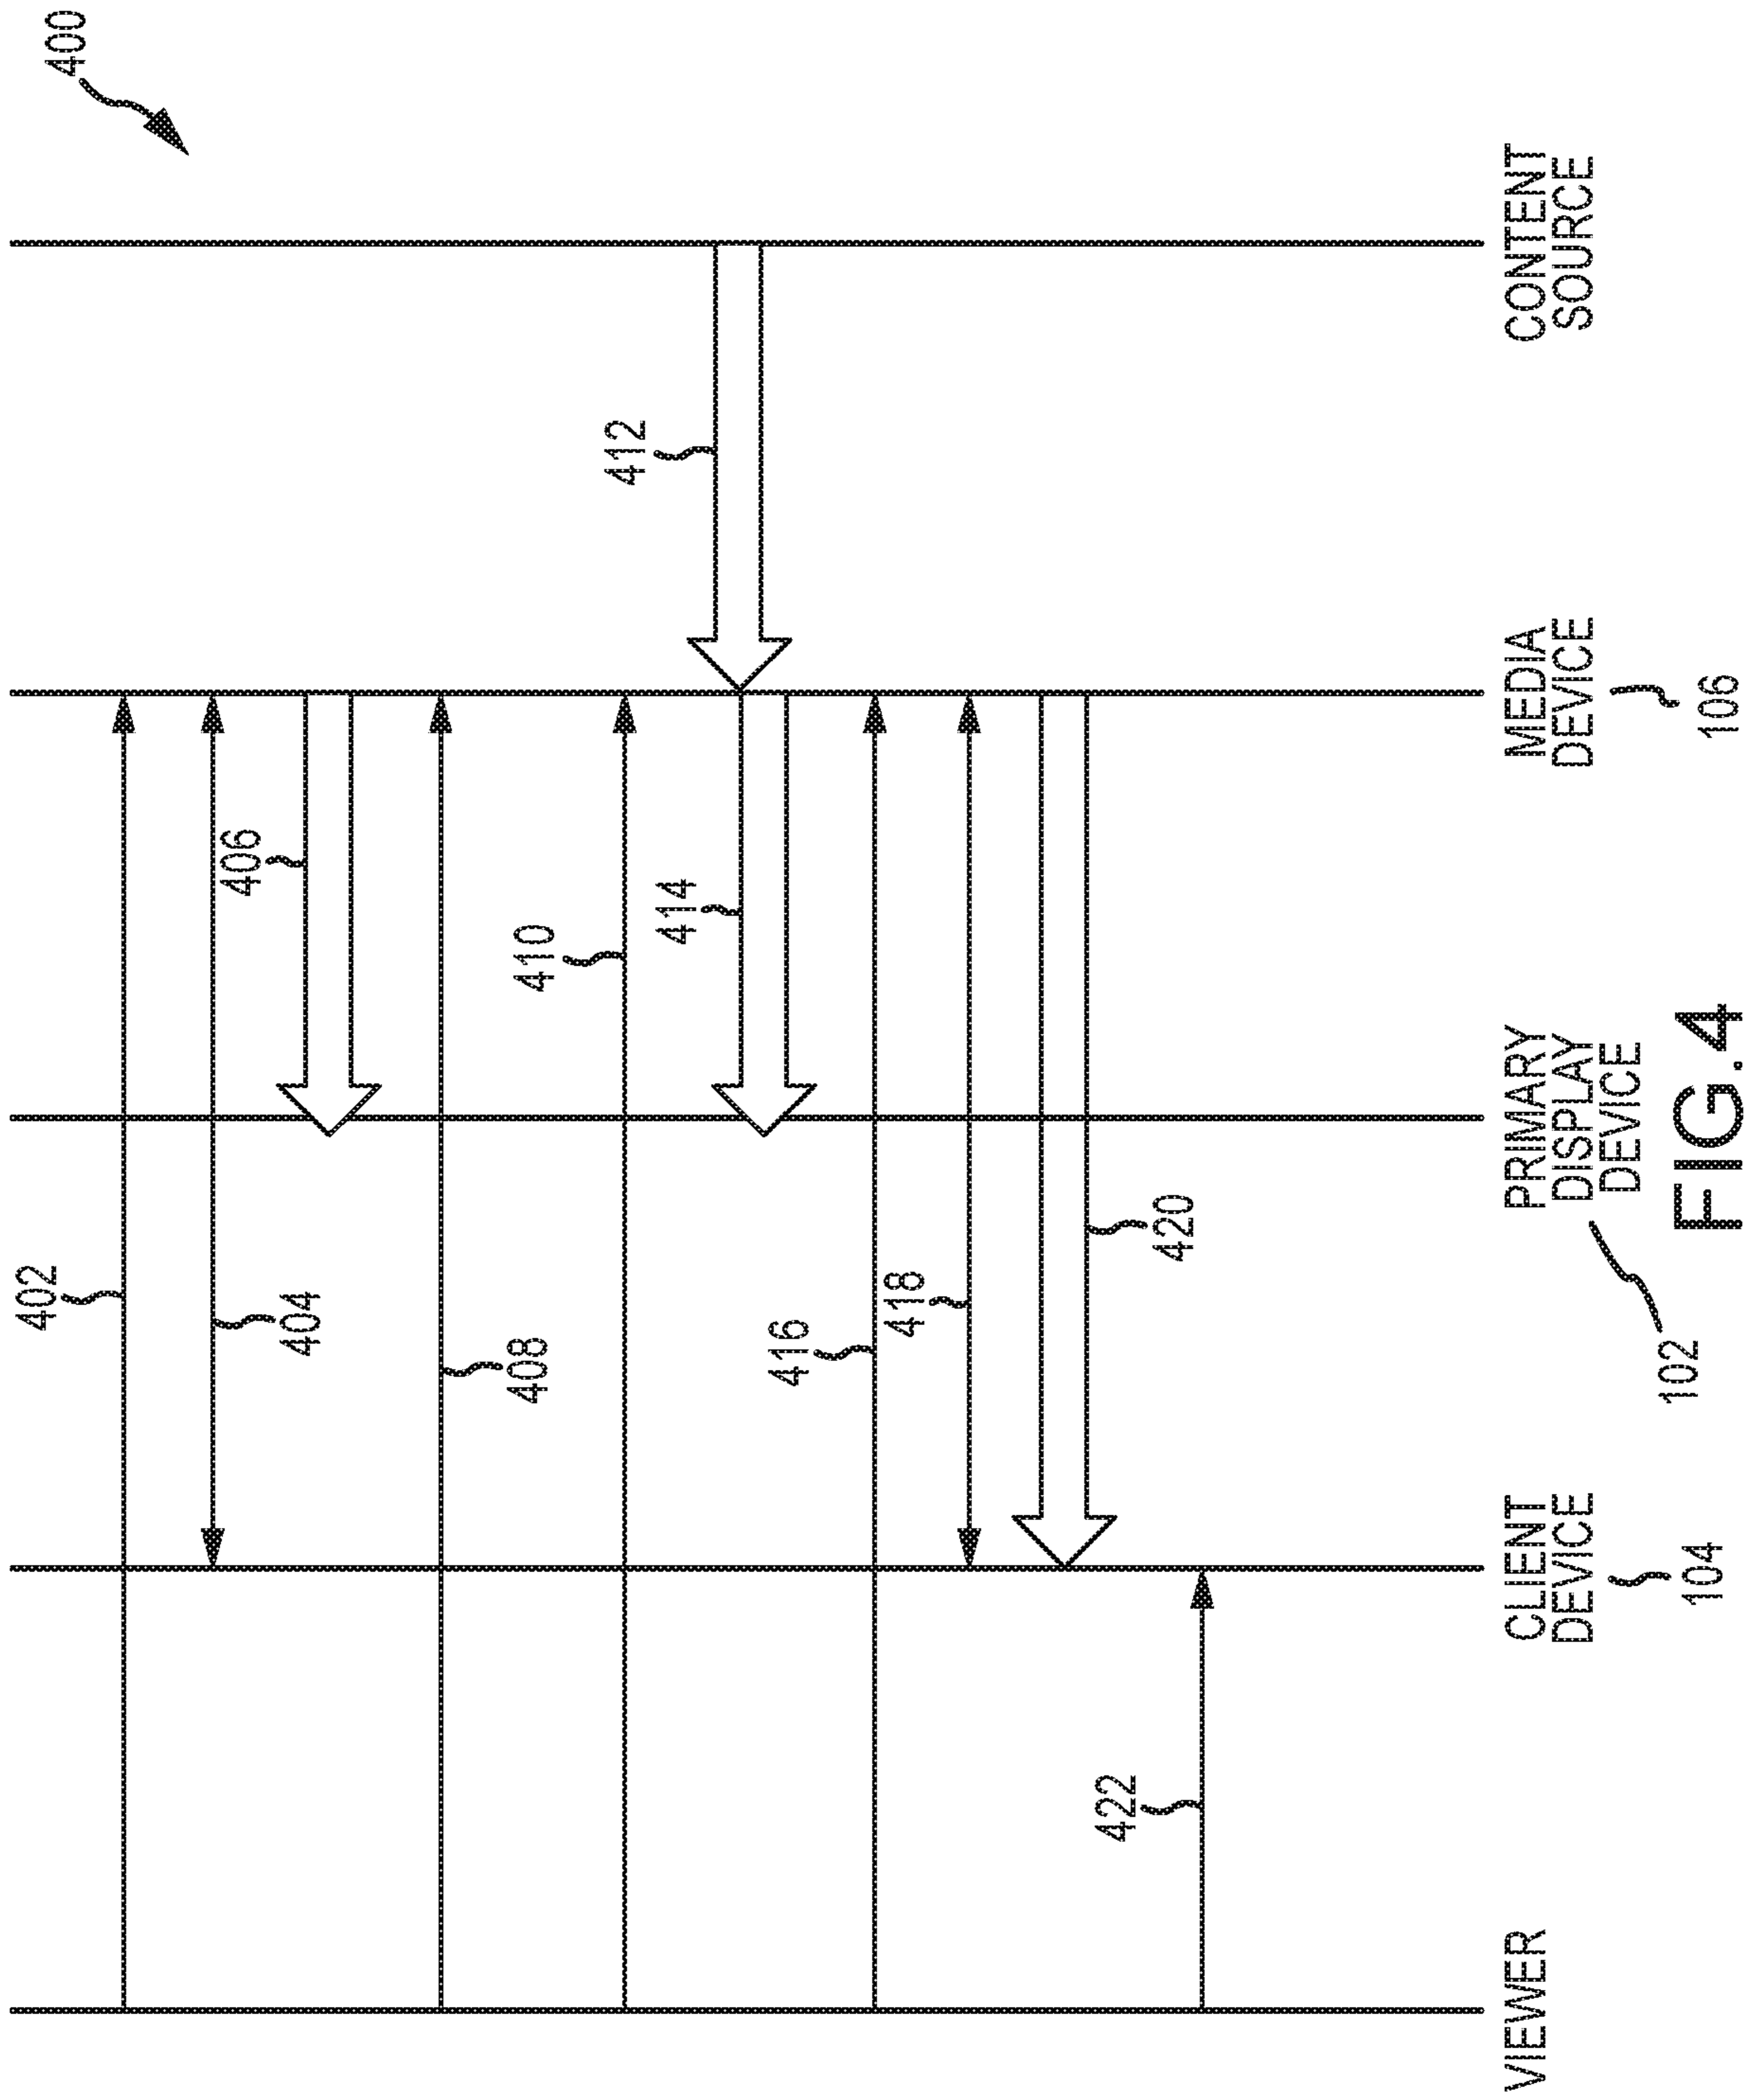 400
402
404
406
408
410
412
414
416
418
420
422
VIEWER
CLIENT
DEVICE
104
PRIMARY
DISPLAY
DEVICE
102
MEDIA
DEVICE
106
CONTENT
SOURCE
FIG.4